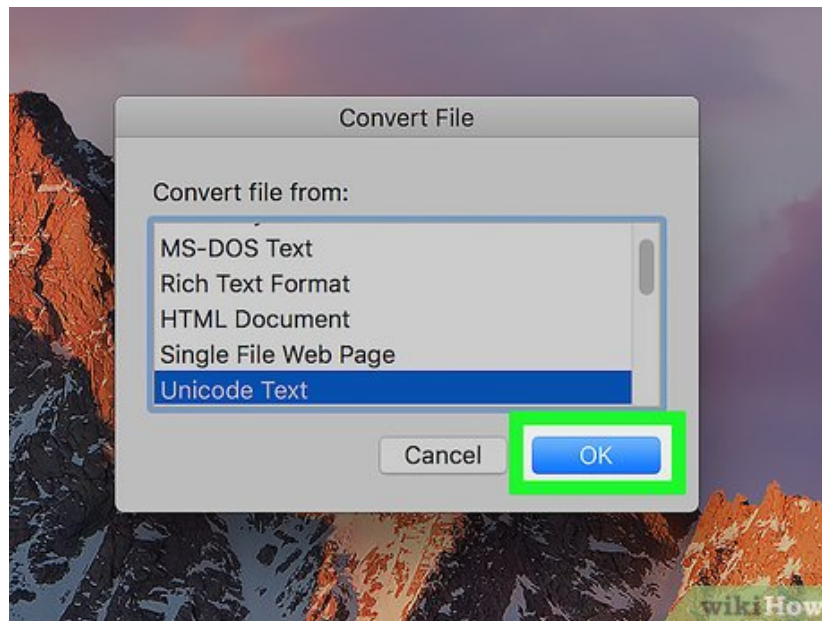 Convert File
Convert file from:
MS-DOS Text
Rich Text Format
HTML Document
Single File Web Page
Unicode Text
Cancel
OK
wikiHow